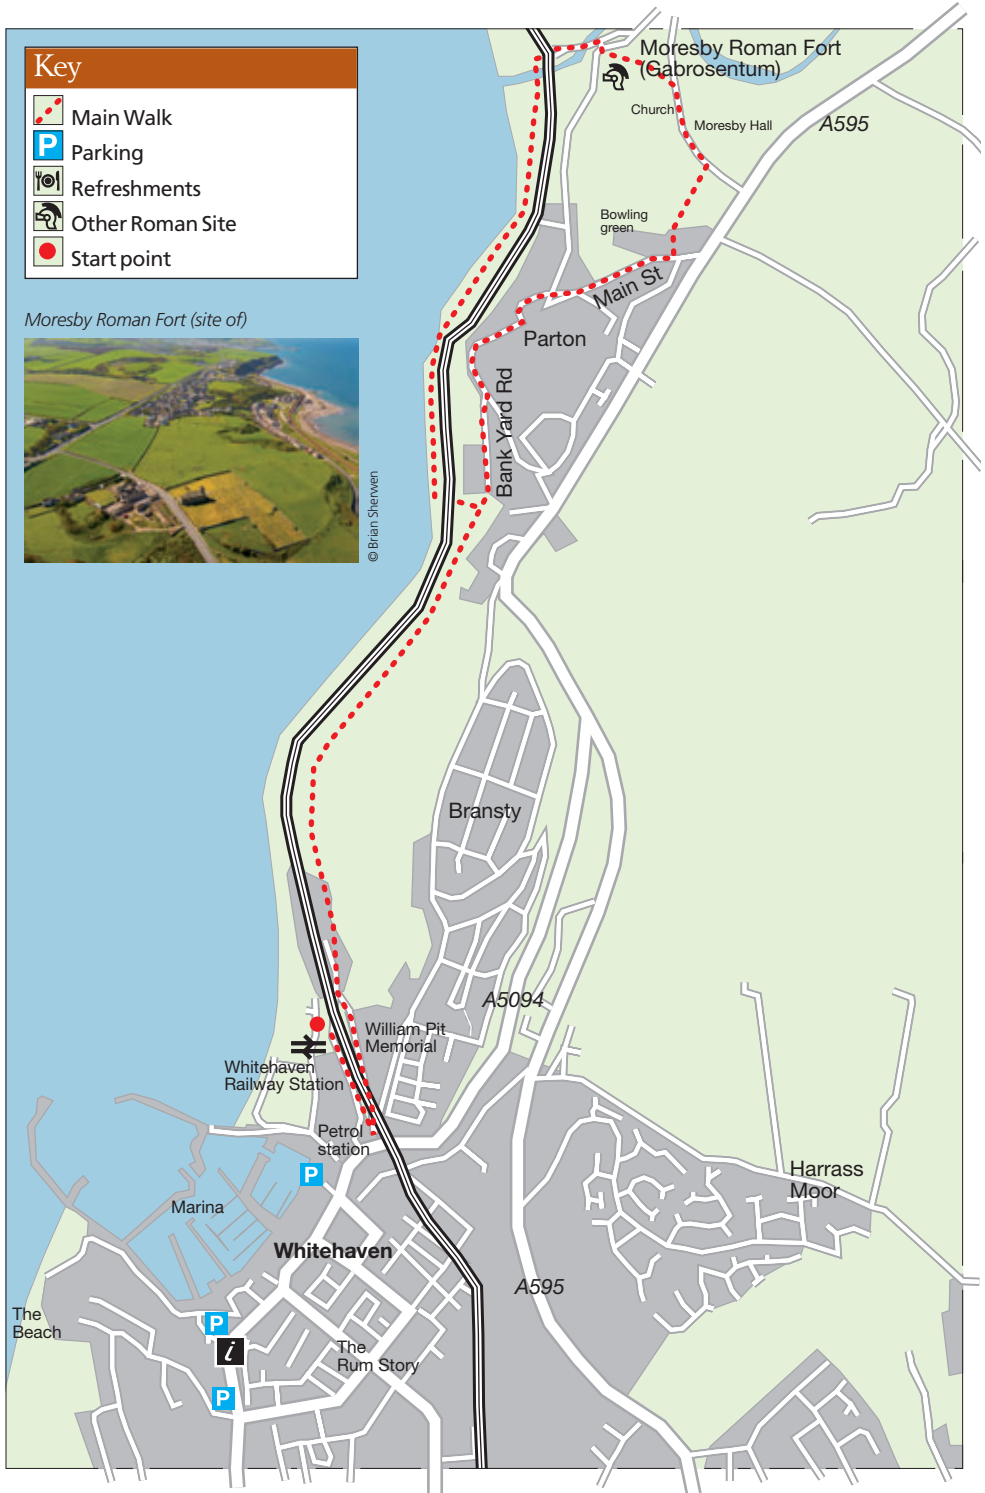 Key
Main Walk
P
Parking
Refreshments
Other Roman Site
Start point
Moresby Roman Fort (site of)
© Brian Sherwen
Moresby Roman Fort
(Gabrosentum)
Church
Moresby Hall
A595
Bowling
green
Main St
Parton
Bank Yard Rd
Bransty
A5094
William Pit
Memorial
Whitehaven
Railway Station
Petrol
station
P
Harrass
Moor
Marina
Whitehaven
A595
The
Beach
P
i
The
Rum Story
P